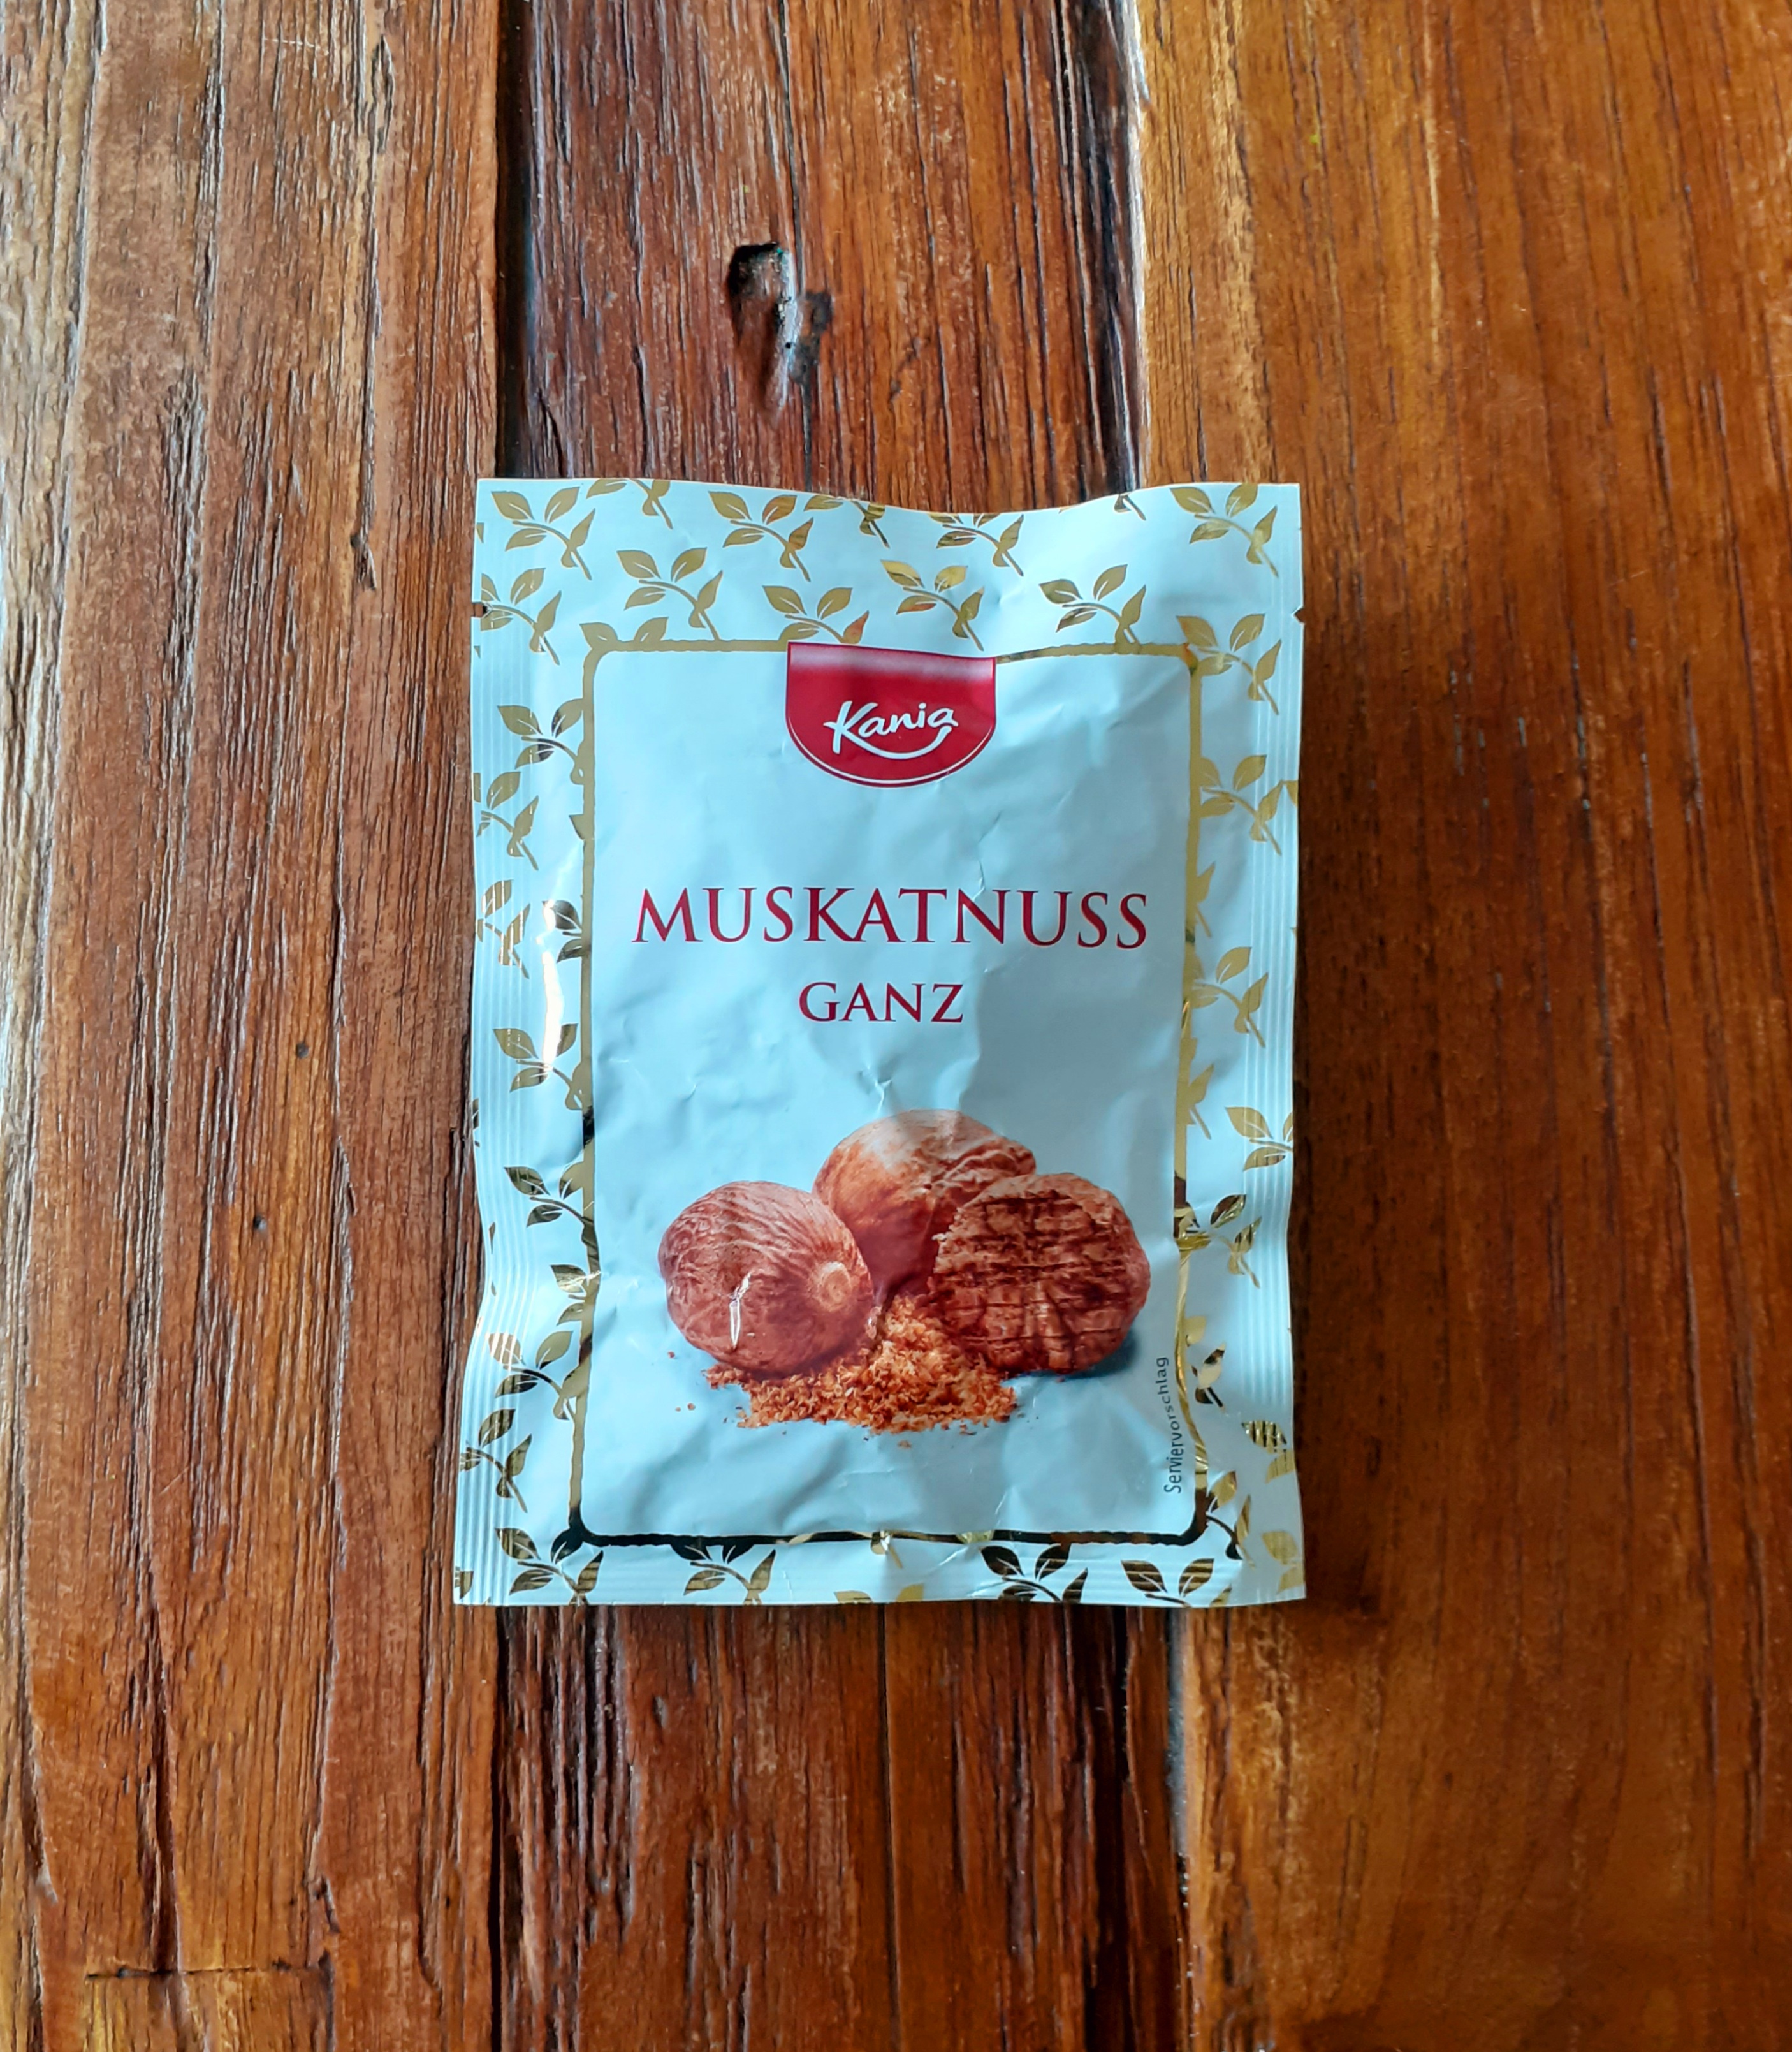 Kania
MUSKATNUSS
GANZ
Serviervorschlag